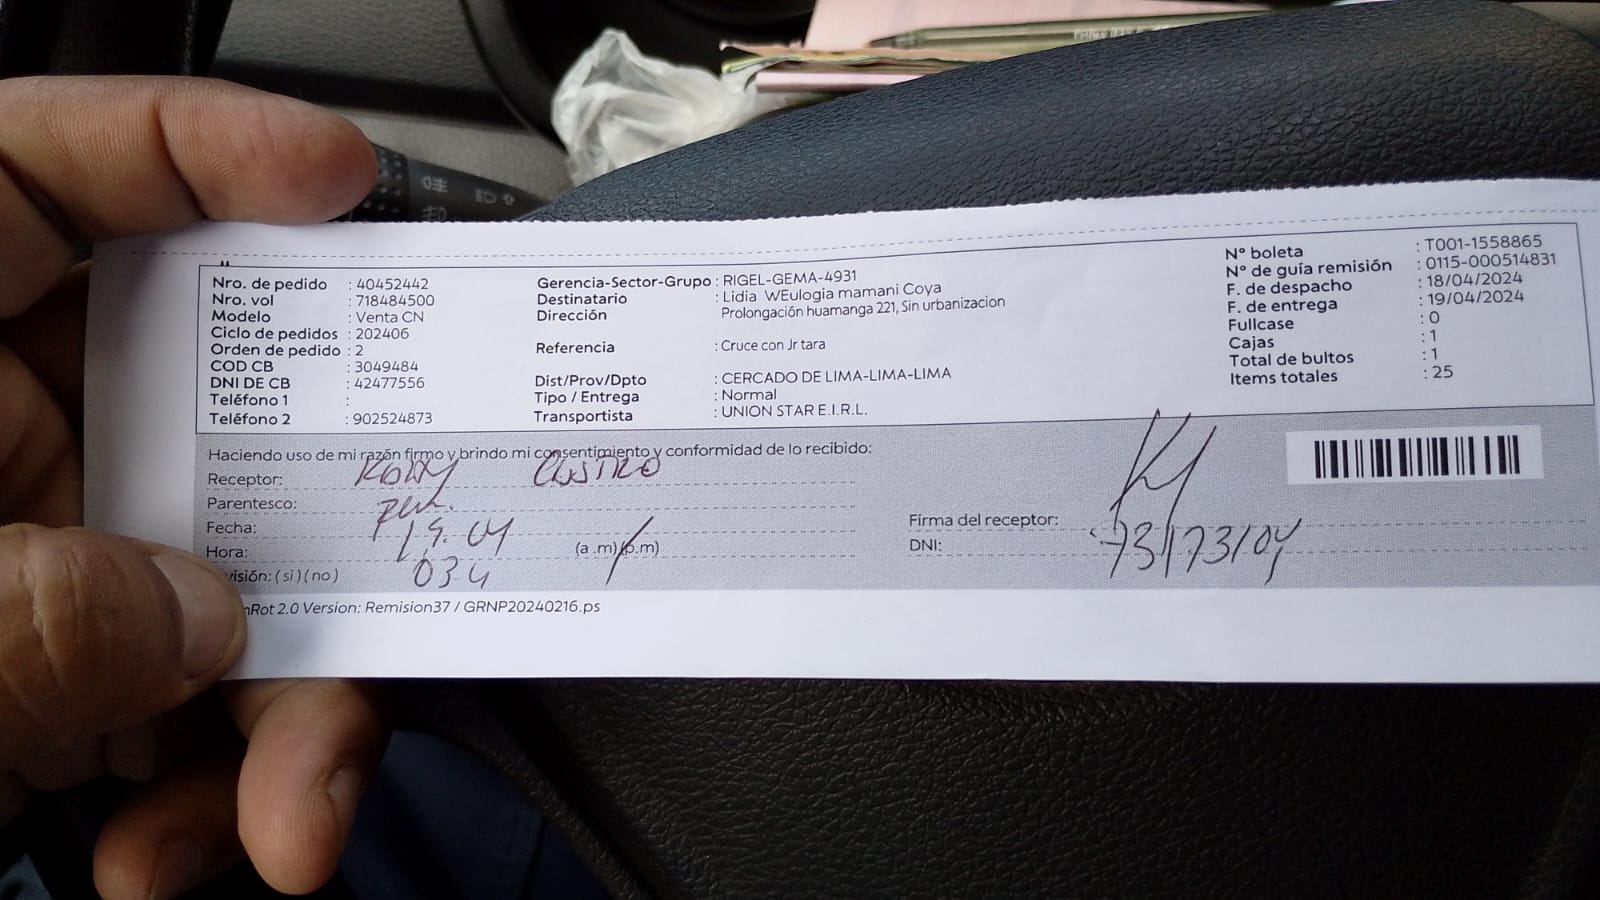 Nro. de pedido : 40452442
Nro. vol : 718484500
Modelo : Venta CN
Ciclo de pedidos : 202406
Orden de pedido : 2
COD CB : 3049484
DNI DE CB : 42477556
Teléfono 1 :
Teléfono 2 : 902524873
Gerencia-Sector-Grupo : RIGEL-GEMA-4931
Destinatario : Lidia WEulogia mamani Coya
Dirección Prolongación huamanga 221, Sin urbanizacion
Referencia : Cruce con Jr tara
Dist/Prov/Dpto : CERCADO DE LIMA-LIMA-LIMA
Tipo / Entrega : Normal
Transportista : UNION STAR E.I.R.L.
N° boleta : T001-1558865
N° de guía remisión : 0115-000514831
F. de despacho : 18/04/2024
F. de entrega : 19/04/2024
Fullcase : 0
Cajas : 1
Total de bultos : 1
Items totales : 25
Haciendo uso de mi razón firmo y brindo mi consentimiento y conformidad de lo recibido:
Receptor: Castro
Parentesco:
Fecha: 19.04
Hora: 034 (a.m)/(p.m)
visión: (si) (no)
Firma del receptor:
DNI: 73173104
nRot 2.0 Version: Remision37 / GRNP20240216.ps